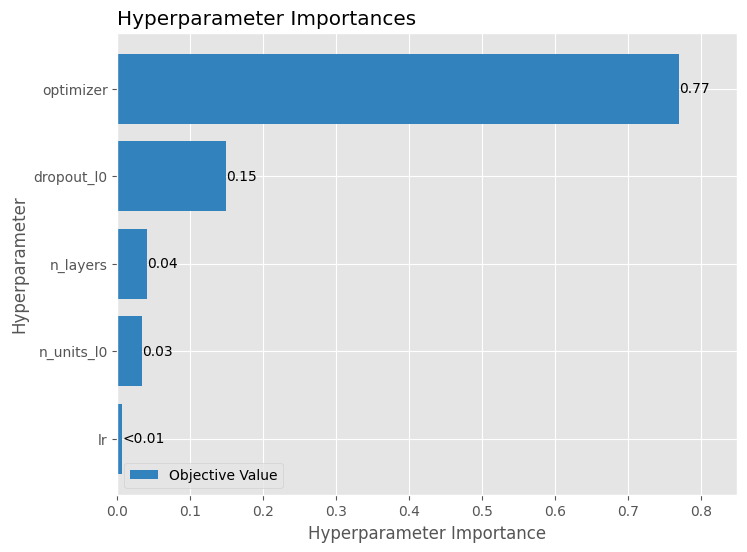 Hyperparameter Importances
Hyperparameter
optimizer
0.77
dropout_l0
0.15
n_layers
0.04
n_units_l0
0.03
lr
<0.01
Objective Value
0.0 0.1 0.2 0.3 0.4 0.5 0.6 0.7 0.8
Hyperparameter Importance